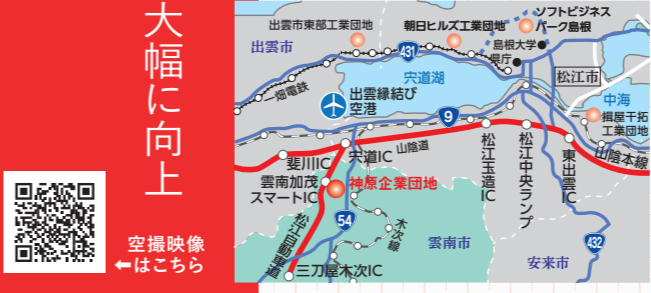 大幅に向上
空撮映像
⬅はこちら
ソフトビジネス
パーク島根
出雲市東部工業団地
朝日ヒルズ工業団地
島根大学
県庁
出雲市
431
松江市
宍道湖
一畑電鉄
出雲縁結び
空港
中海
揖屋干拓
工業団地
9
宍道IC
山陰道
山陰本線
斐川IC
松江玉造IC
松江中央ランプ
東出雲IC
雲南加茂
スマートIC
神原企業団地
54
木次線
松江自動車道
雲南市
安来市
432
三刀屋木次IC